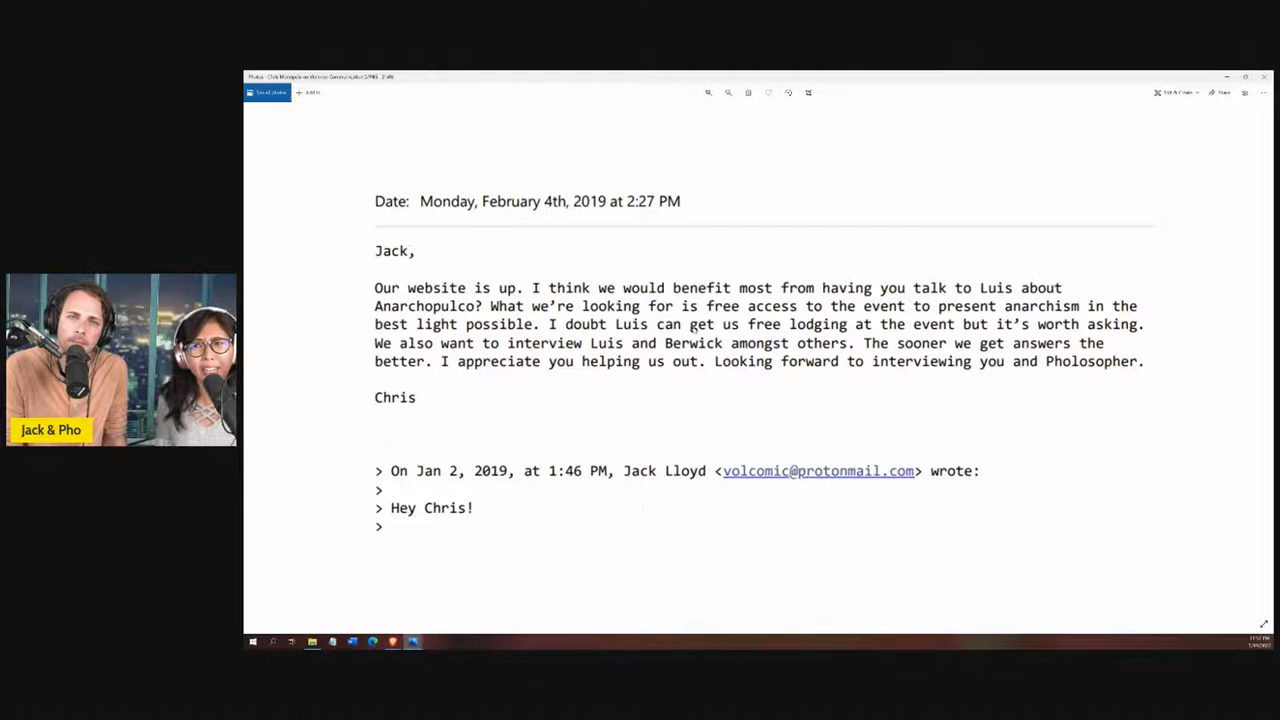 Date: Monday, February 4th, 2019 at 2:27 PM
Jack,
Our website is up. I think we would benefit most from having you talk to Luis about
Anarchopulco? What we're looking for is free access to the event to present anarchism in the
best light possible. I doubt Luis can get us free lodging at the event but it's worth asking.
We also want to interview Luis and Berwick amongst others. The sooner we get answers the
better. I appreciate you helping us out. Looking forward to interviewing you and Pholosopher.
Chris
> On Jan 2, 2019, at 1:46 PM, Jack Lloyd <volcomic@protonmail.com> wrote:
>
> Hey Chris!
>
Jack & Pho